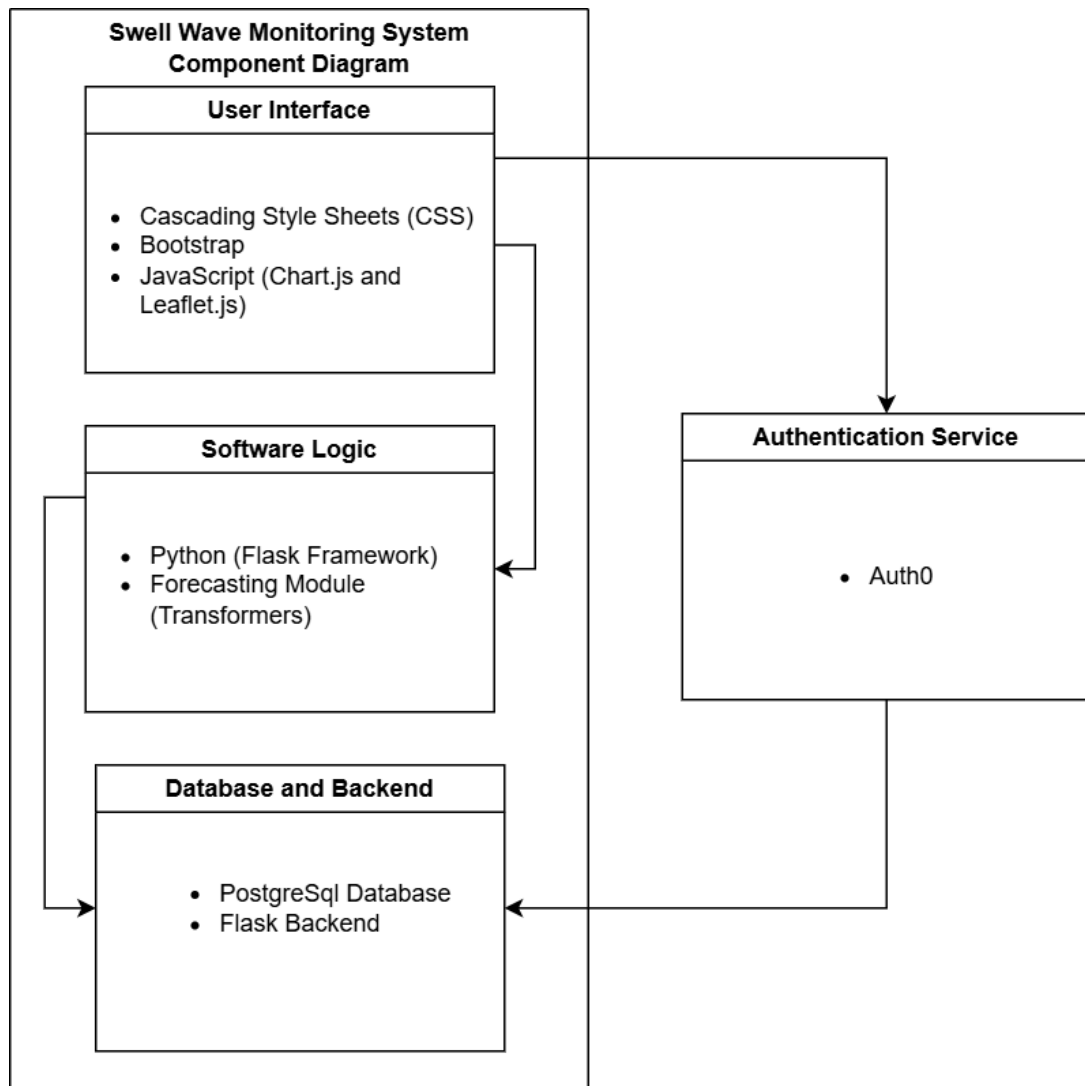 Swell Wave Monitoring System
Component Diagram
User Interface
• Cascading Style Sheets (CSS)
• Bootstrap
• JavaScript (Chart.js and
Leaflet.js)
Software Logic
• Python (Flask Framework)
• Forecasting Module
(Transformers)
Database and Backend
• PostgreSql Database
• Flask Backend
Authentication Service
• Auth0